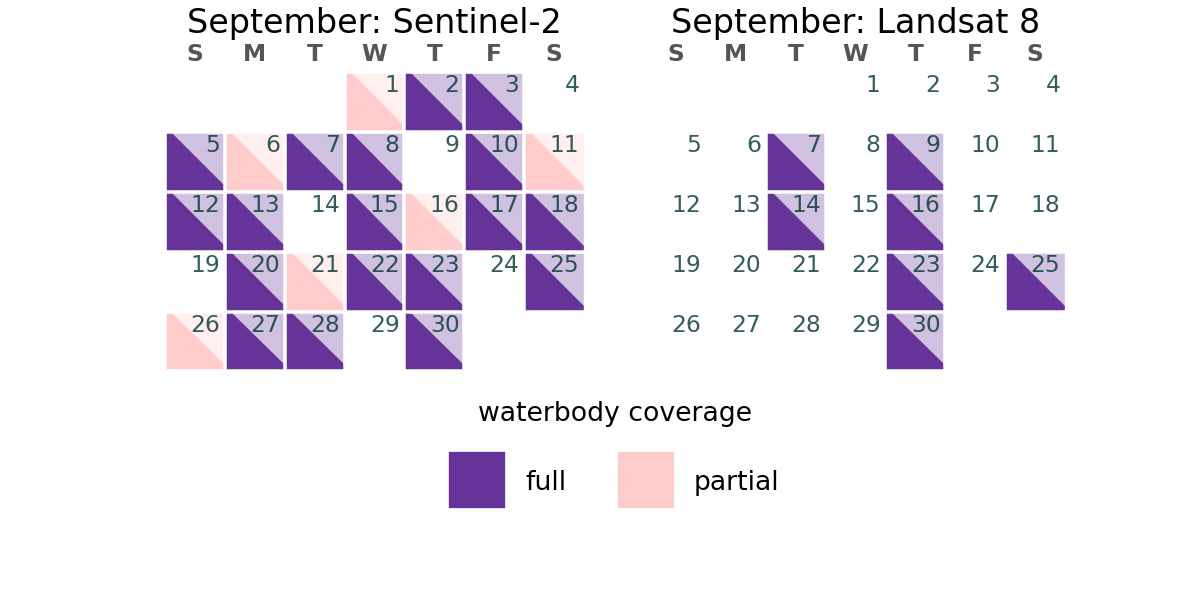 September: Sentinel-2
S M T W T F S
1 2 3 4
5 6 7 8 9 10 11
12 13 14 15 16 17 18
19 20 21 22 23 24 25
26 27 28 29 30
September: Landsat 8
S M T W T F S
1 2 3 4
5 6 7 8 9 10 11
12 13 14 15 16 17 18
19 20 21 22 23 24 25
26 27 28 29 30
waterbody coverage
full partial